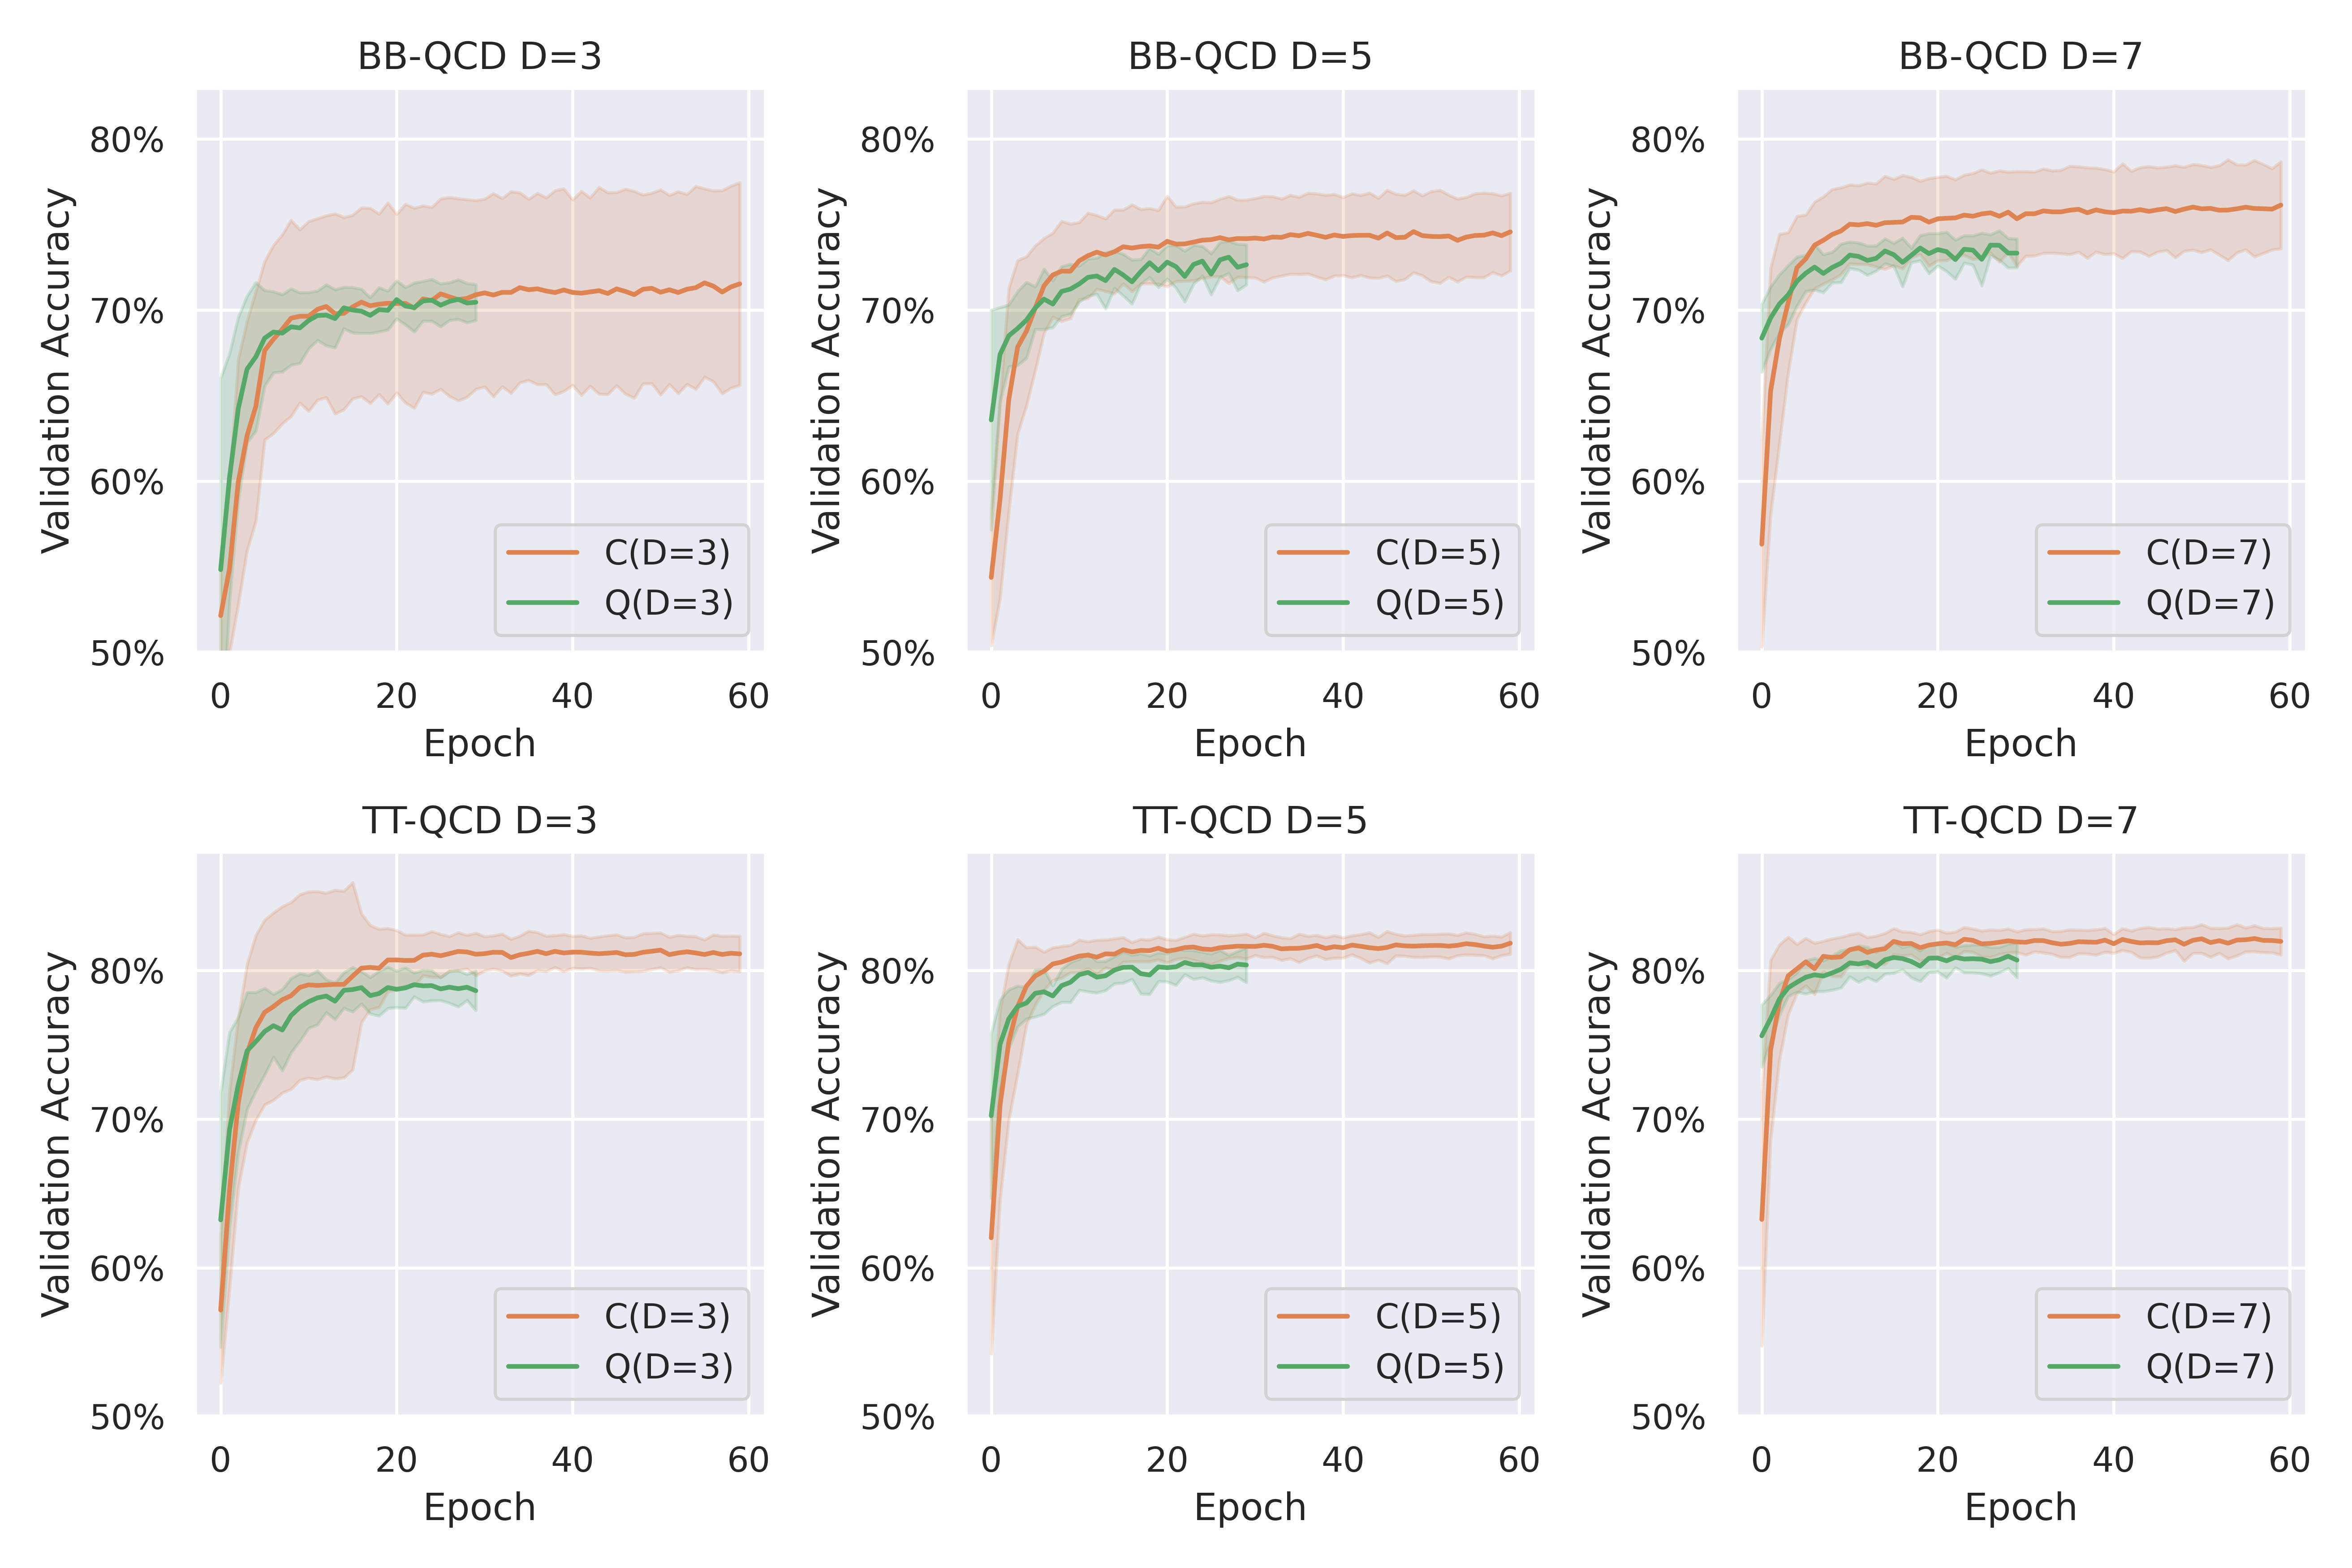 BB-QCD D=3
Validation Accuracy
80%
70%
60%
50%
0 20 40 60
Epoch
C(D=3)
Q(D=3)
BB-QCD D=5
Validation Accuracy
80%
70%
60%
50%
0 20 40 60
Epoch
C(D=5)
Q(D=5)
BB-QCD D=7
Validation Accuracy
80%
70%
60%
50%
0 20 40 60
Epoch
C(D=7)
Q(D=7)
TT-QCD D=3
Validation Accuracy
80%
70%
60%
50%
0 20 40 60
Epoch
C(D=3)
Q(D=3)
TT-QCD D=5
Validation Accuracy
80%
70%
60%
50%
0 20 40 60
Epoch
C(D=5)
Q(D=5)
TT-QCD D=7
Validation Accuracy
80%
70%
60%
50%
0 20 40 60
Epoch
C(D=7)
Q(D=7)